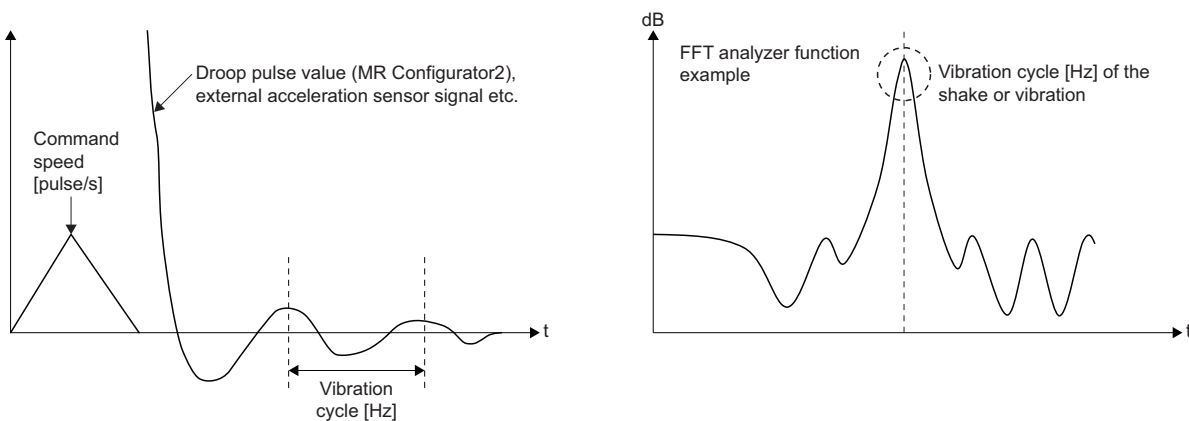 Droop pulse value (MR Configurator2),
external acceleration sensor signal etc.
Command
speed
[pulse/s]
t
Vibration
cycle [Hz]
dB
FFT analyzer function
example
Vibration cycle [Hz] of the
shake or vibration
t